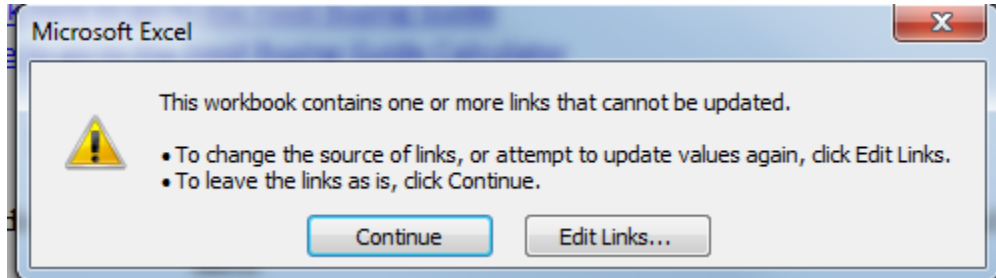 Microsoft Excel
This workbook contains one or more links that cannot be updated.
• To change the source of links, or attempt to update values again, click Edit Links.
• To leave the links as is, click Continue.
Continue
Edit Links...